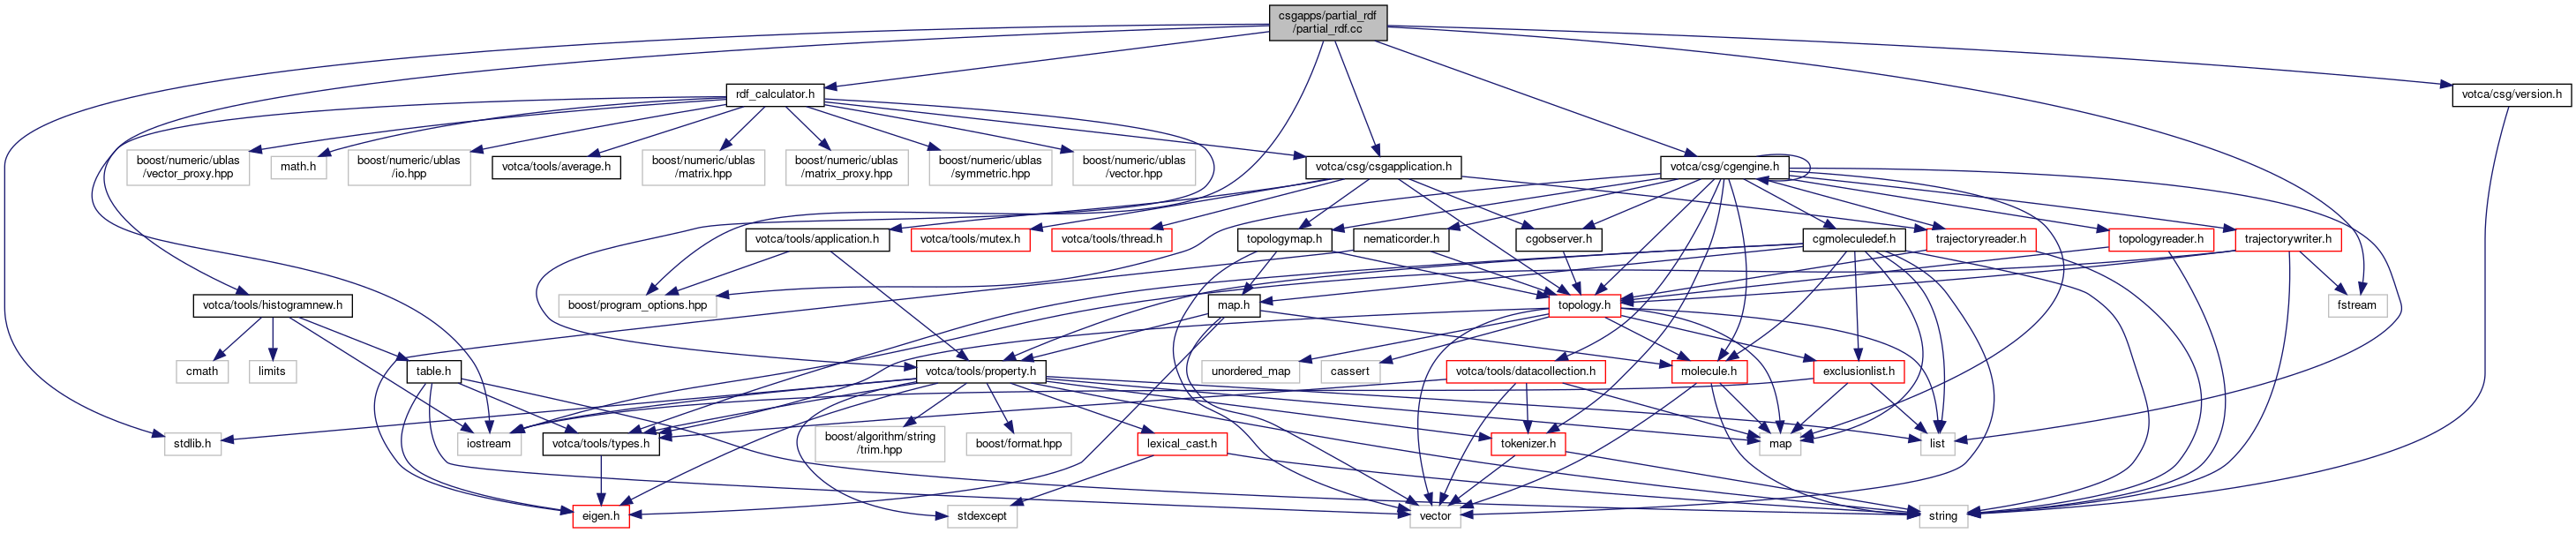 csgapps/partial_rdf
/partial_rdf.cc
rdf_calculator.h
votca/csg/version.h
boost/numeric/ublas
/vector_proxy.hpp
math.h
boost/numeric/ublas
/io.hpp
votca/tools/average.h
boost/numeric/ublas
/matrix.hpp
boost/numeric/ublas
/matrix_proxy.hpp
boost/numeric/ublas
/symmetric.hpp
boost/numeric/ublas
/vector.hpp
votca/csg/csgapplication.h
votca/csg/cgengine.h
votca/tools/application.h
votca/tools/mutex.h
votca/tools/thread.h
topologymap.h
nematicorder.h
cgobserver.h
cgmoleculedef.h
trajectoryreader.h
topologyreader.h
trajectorywriter.h
votca/tools/histogramnew.h
boost/program_options.hpp
map.h
topology.h
fstream
cmath
limits
table.h
votca/tools/property.h
unordered_map
cassert
votca/tools/datacollection.h
molecule.h
exclusionlist.h
stdlib.h
iostream
votca/tools/types.h
boost/algorithm/string
/trim.hpp
boost/format.hpp
lexical_cast.h
tokenizer.h
map
list
eigen.h
stdexcept
vector
string